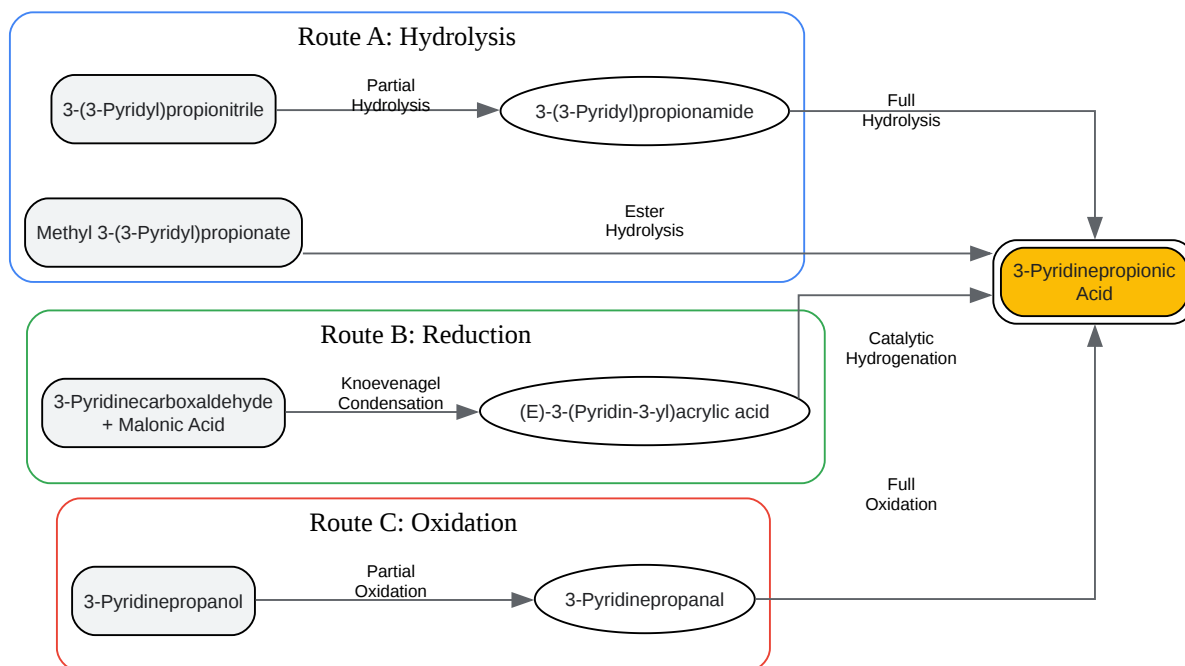 Route A: Hydrolysis
3-(3-Pyridyl)propionitrile
Partial
Hydrolysis
3-(3-Pyridyl)propionamide
Full
Hydrolysis
Methyl 3-(3-Pyridyl)propionate
Ester
Hydrolysis
3-Pyridinepropionic
Acid
Route B: Reduction
3-Pyridinecarboxaldehyde
+ Malonic Acid
Knoevenagel
Condensation
(E)-3-(Pyridin-3-yl)acrylic acid
Catalytic
Hydrogenation
Route C: Oxidation
3-Pyridinepropanol
Partial
Oxidation
3-Pyridinepropanal
Full
Oxidation